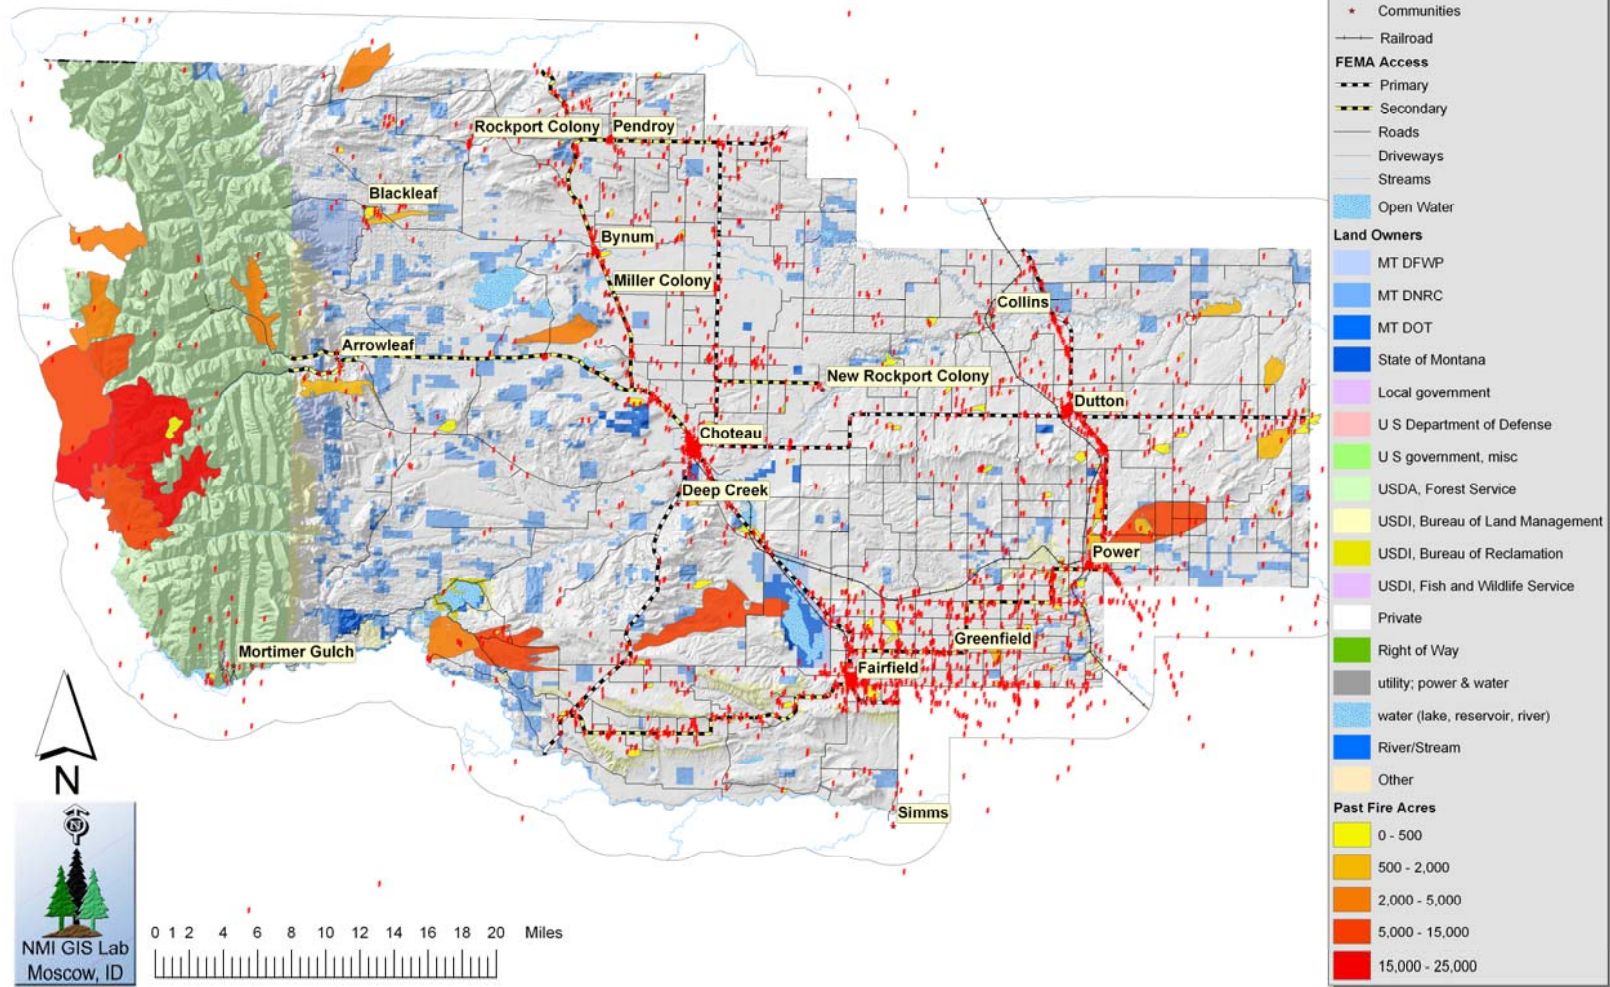 Rockport Colony
Pendroy
Blackleaf
Bynum
Miller Colony
Collins
Arrowleaf
New Rockport Colony
Dutton
Choteau
Deep Creek
Power
Mortimer Gulch
Greenfield
Fairfield
Simms
N
N
NMI GIS Lab
Moscow, ID
0 1 2 4 6 8 10 12 14 16 18 20 Miles
Communities
Railroad
FEMA Access
Primary
Secondary
Roads
Driveways
Streams
Open Water
Land Owners
MT DFWP
MT DNRC
MT DOT
State of Montana
Local government
U S Department of Defense
U S government, misc
USDA, Forest Service
USDI, Bureau of Land Management
USDI, Bureau of Reclamation
USDI, Fish and Wildlife Service
Private
Right of Way
utility; power & water
water (lake, reservoir, river)
River/Stream
Other
Past Fire Acres
0 - 500
500 - 2,000
2,000 - 5,000
5,000 - 15,000
15,000 - 25,000